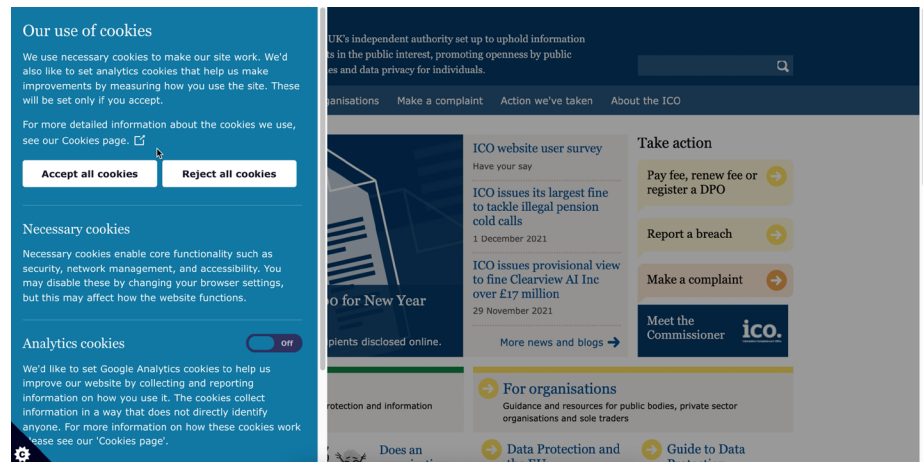 Our use of cookies
We use necessary cookies to make our site work. We'd
also like to set analytics cookies that help us make
improvements by measuring how you use the site. These
will be set only if you accept.
For more detailed information about the cookies we use,
see our Cookies page.
Accept all cookies
Reject all cookies
Necessary cookies
Necessary cookies enable core functionality such as
security, network management, and accessibility. You
may disable these by changing your browser settings,
but this may affect how the website functions.
Analytics cookies
Off
We'd like to set Google Analytics cookies to help us
improve our website by collecting and reporting
information on how you use it. The cookies collect
information in a way that does not directly identify
anyone. For more information on how these cookies work
please see our 'Cookies page'.
UK's independent authority set up to uphold information
in the public interest, promoting openness by public
and data privacy for individuals.
Make a complaint
Action we've taken
About the ICO
for New Year
disclosed online.
ICO website user survey
Have your say
ICO issues its largest fine
to tackle illegal pension
cold calls
1 December 2021
ICO issues provisional view
to fine Clearview AI Inc
over £17 million
29 November 2021
More news and blogs
Take action
Pay fee, renew fee or
register a DPO
Report a breach
Make a complaint
Meet the
Commissioner
ico.
and information
For organisations
Guidance and resources for public bodies, private sector
organisations and sole traders
Does an
Data Protection and
the EU
Guide to Data
Protection